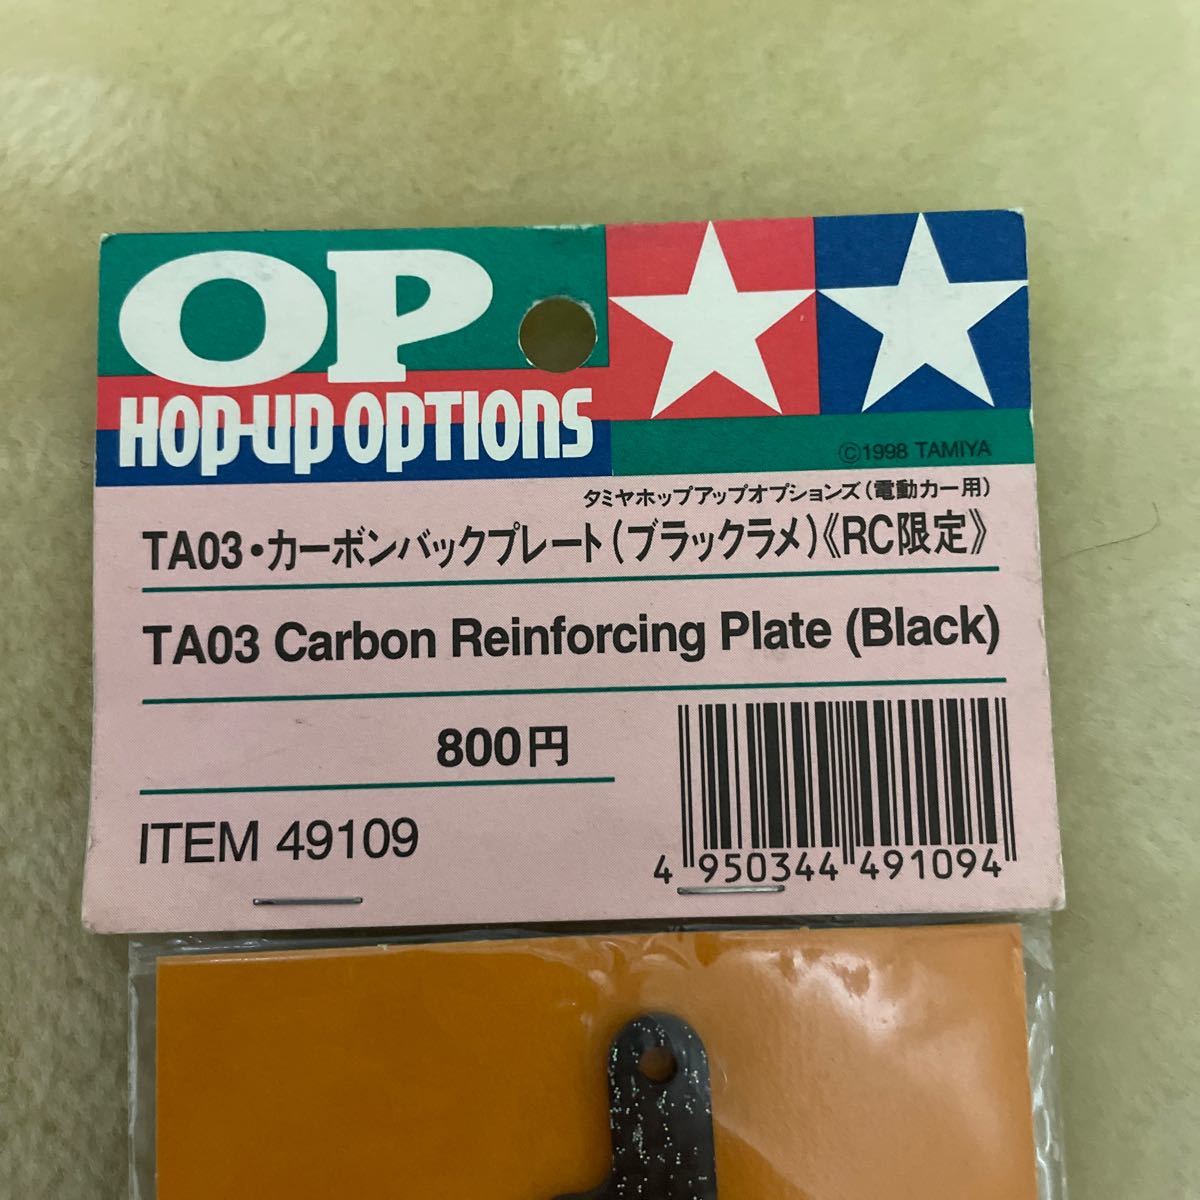 OP
HOP-UP OPTIONS
©1998 TAMIYA
タミヤホップアップオプションズ(電動カー用)
TA03・カーボンバックプレート(ブラックラメ)《RC限定》
TA03 Carbon Reinforcing Plate (Black)
800円
ITEM 49109
4 950344 491094